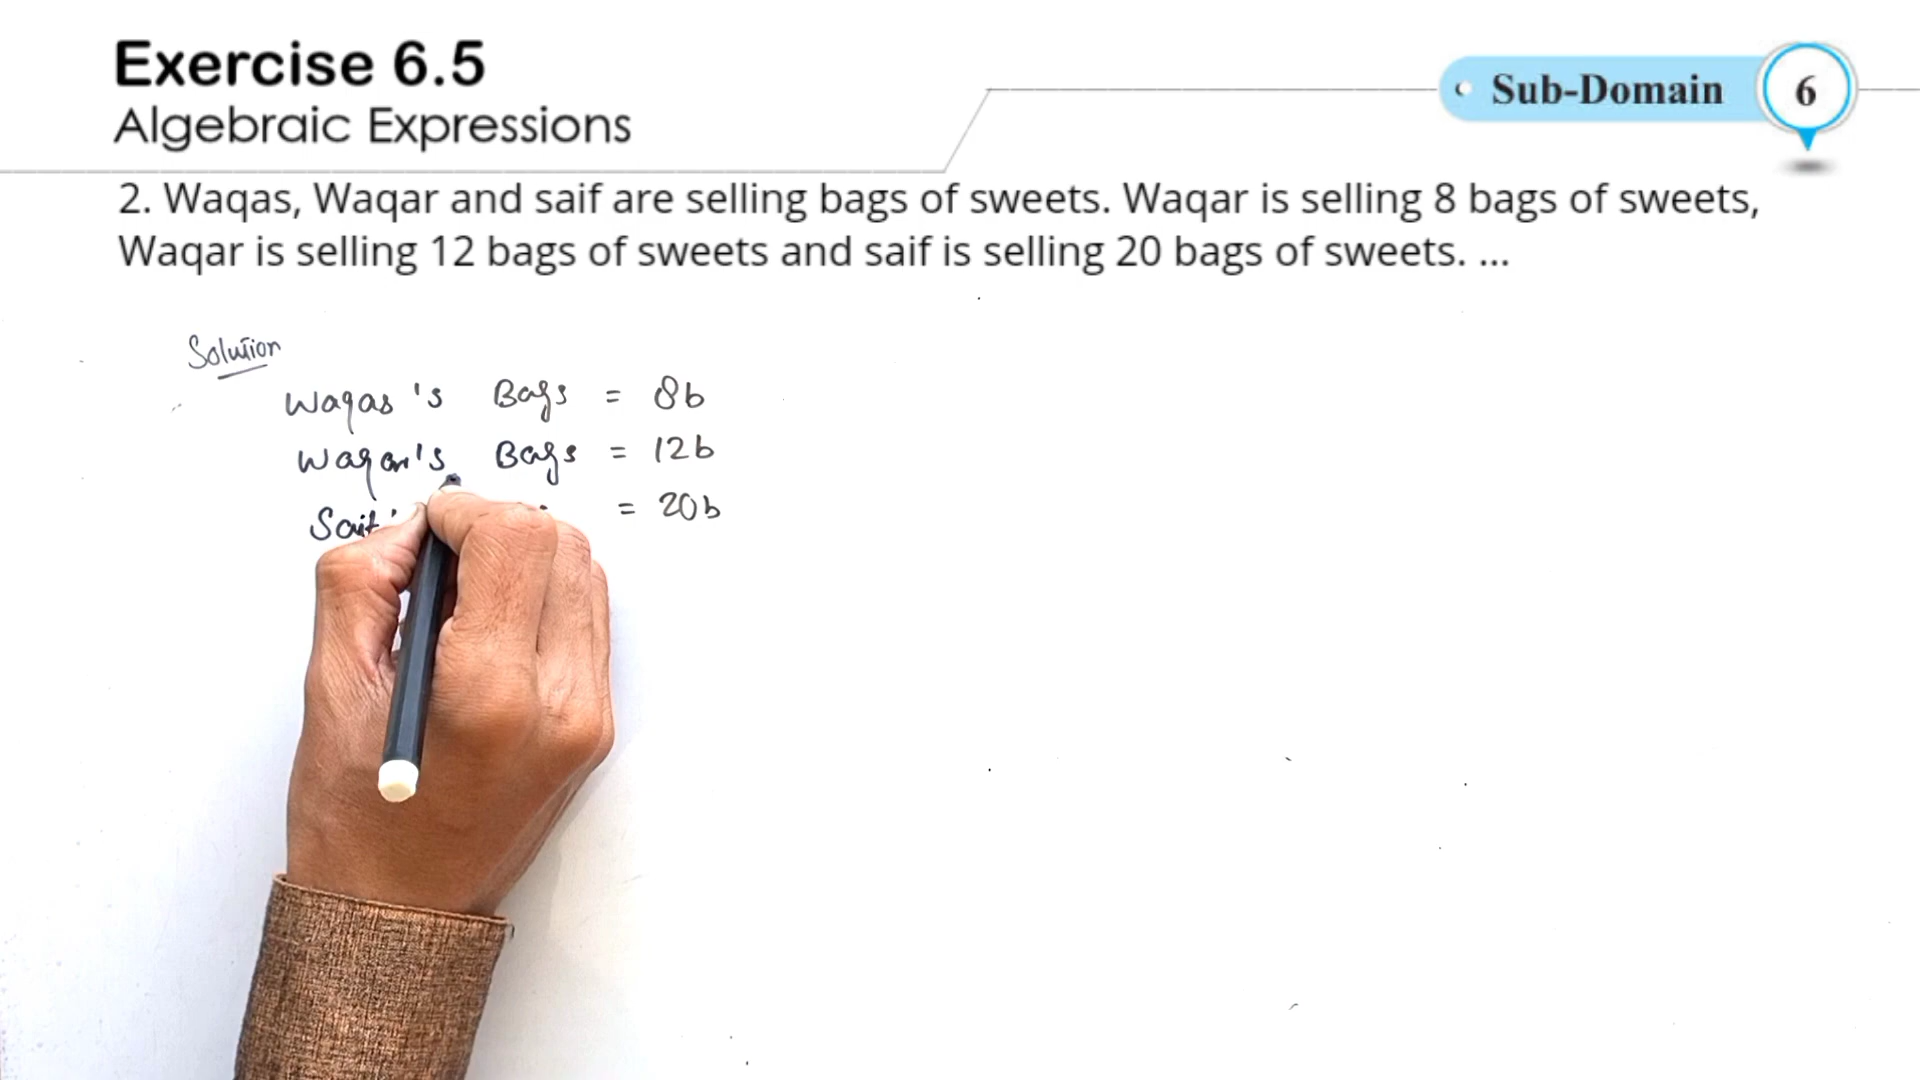 Exercise 6.5
Algebraic Expressions
Sub-Domain 6
2. Waqas, Waqar and saif are selling bags of sweets. Waqar is selling 8 bags of sweets,
Waqar is selling 12 bags of sweets and saif is selling 20 bags of sweets. ...
Solution
Waqas's Bags = 8b
Waqar's Bags = 12b
= 20b